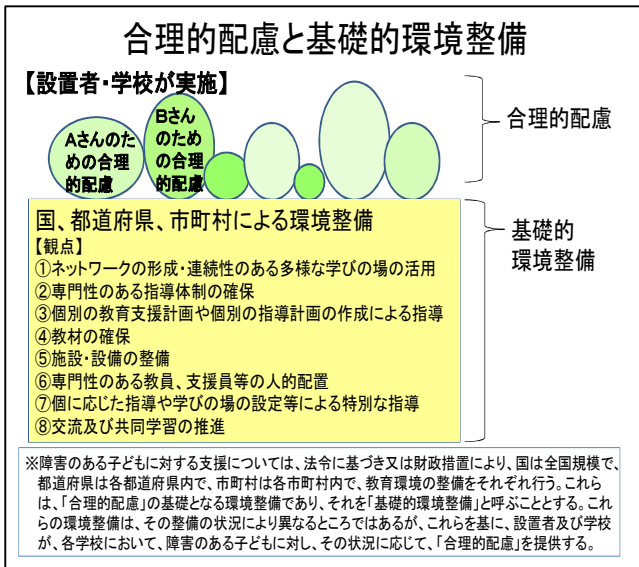 合理的配慮と基礎的環境整備
【設置者・学校が実施】
Aさんのた
めの合理
的配慮
Bさん
のため
の合理
的配慮
合理的配慮
国、都道府県、市町村による環境整備
【観点】
①ネットワークの形成・連続性のある多様な学びの場の活用
②専門性のある指導体制の確保
③個別の教育支援計画や個別の指導計画の作成による指導
④教材の確保
⑤施設・設備の整備
⑥専門性のある教員、支援員等の人的配置
⑦個に応じた指導や学びの場の設定等による特別な指導
⑧交流及び共同学習の推進
基礎的
環境整備
※障害のある子どもに対する支援については、法令に基づき又は財政措置により、国は全国規模で、
都道府県は各都道府県内で、市町村は各市町村内で、教育環境の整備をそれぞれ行う。これら
は、「合理的配慮」の基礎となる環境整備であり、それを「基礎的環境整備」と呼ぶこととする。これ
らの環境整備は、その整備の状況により異なるところではあるが、これらを基に、設置者及び学校
が、各学校において、障害のある子どもに対し、その状況に応じて、「合理的配慮」を提供する。